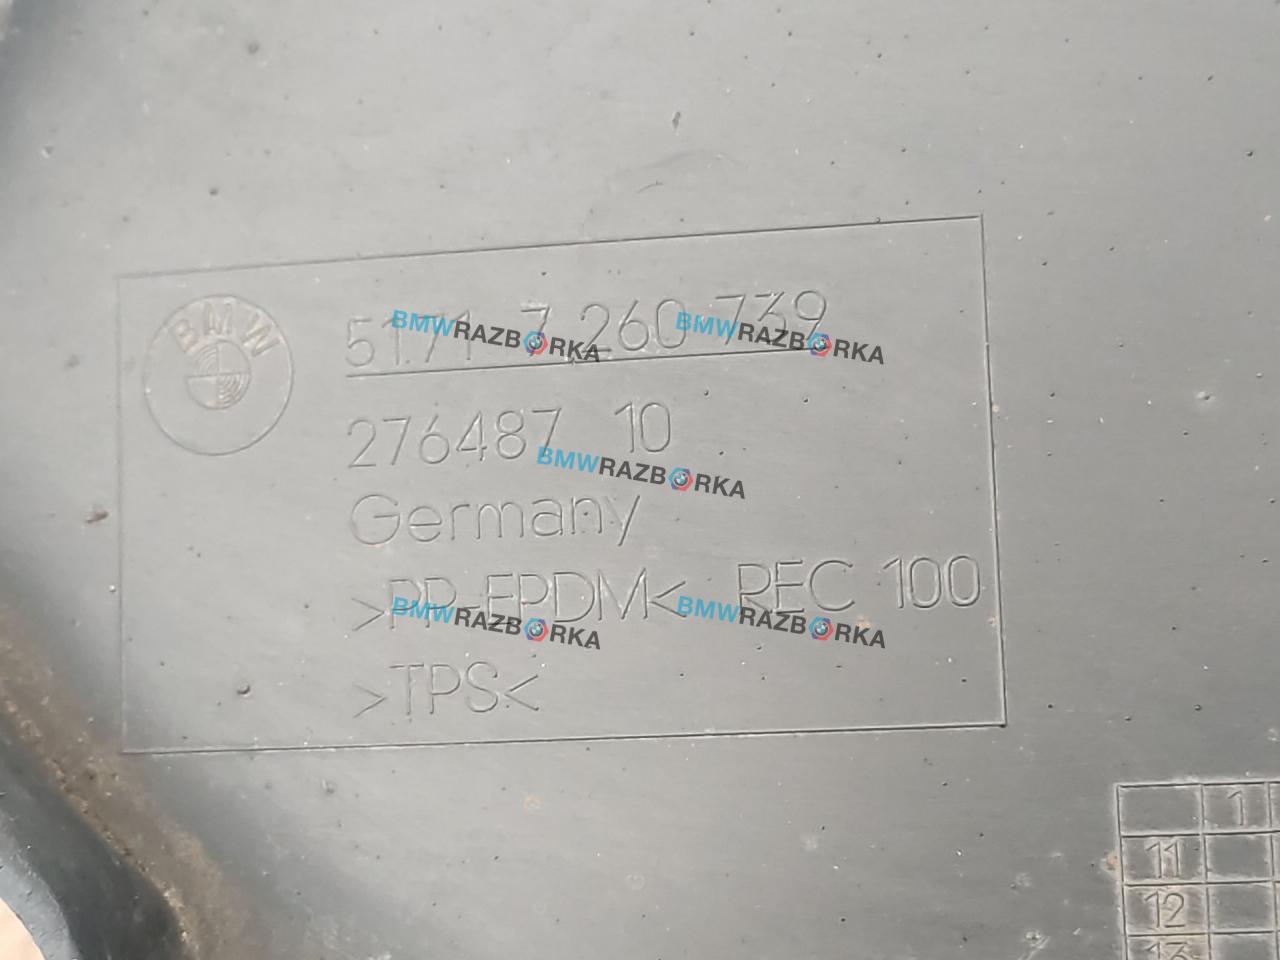 BMW
51.71 7 260 739
276487 10
Germany
>PP-EPDM< REC 100
>TPS<
BMWRAZBORKA
BMWRAZBORKA
BMWRAZBORKA
BMWRAZBORKA
BMWRAZBORKA
1
11
12
13